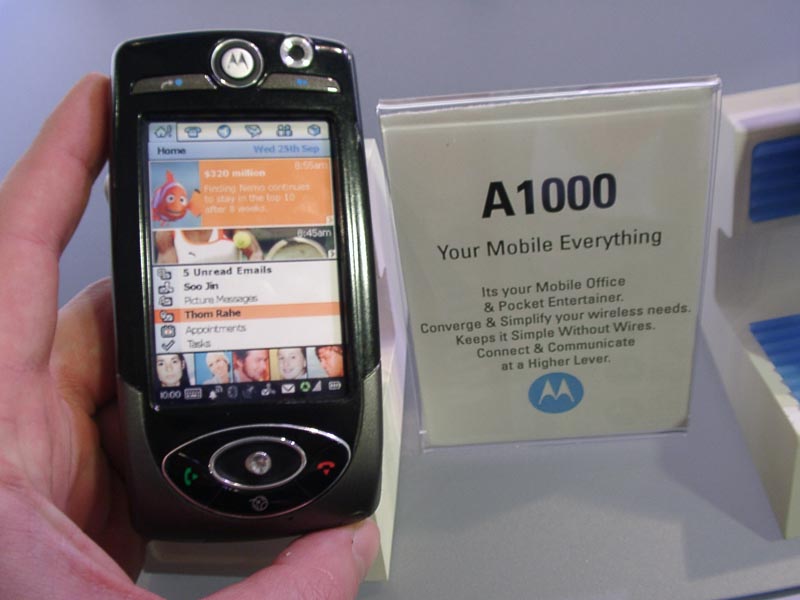 Home Wed 25th Sep
8:55am
$320 million
Finding Nemo continues
to stay in the top 10
after 8 weeks.
8:45am
5 Unread Emails
Soo Jin
Picture Messages
Thom Rahe
Appointments
Tasks
10:00
A1000
Your Mobile Everything
Its your Mobile Office
& Pocket Entertainer.
Converge & Simplify your wireless needs.
Keeps it Simple Without Wires.
Connect & Communicate
at a Higher Lever.